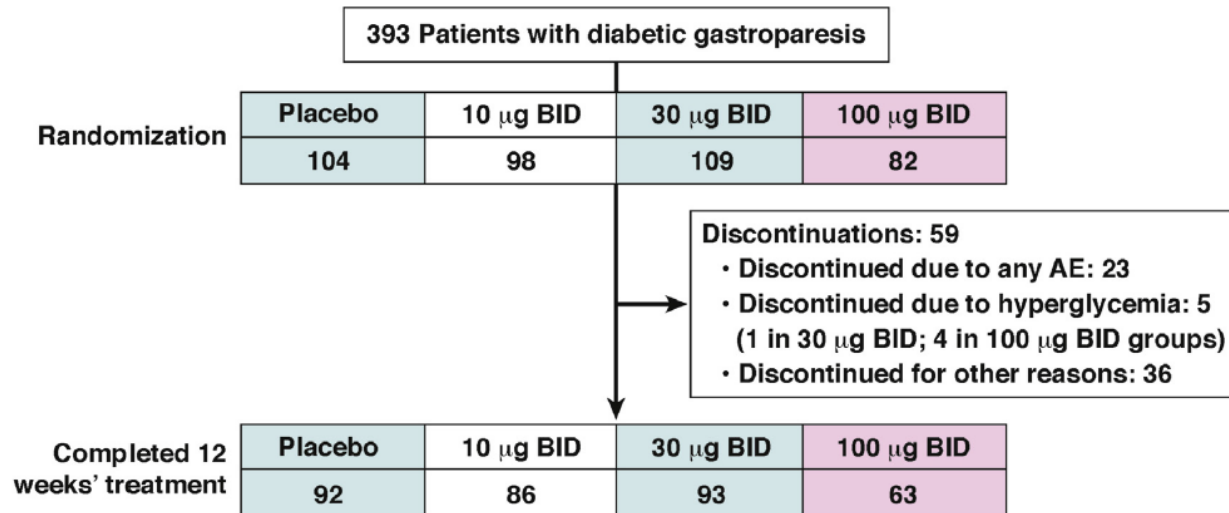 393 Patients with diabetic gastroparesis
Randomization
Placebo 10 μg BID 30 μg BID 100 μg BID
104 98 109 82
Discontinuations: 59
• Discontinued due to any AE: 23
• Discontinued due to hyperglycemia: 5
(1 in 30 μg BID; 4 in 100 μg BID groups)
• Discontinued for other reasons: 36
Completed 12
weeks’ treatment
Placebo 10 μg BID 30 μg BID 100 μg BID
92 86 93 63